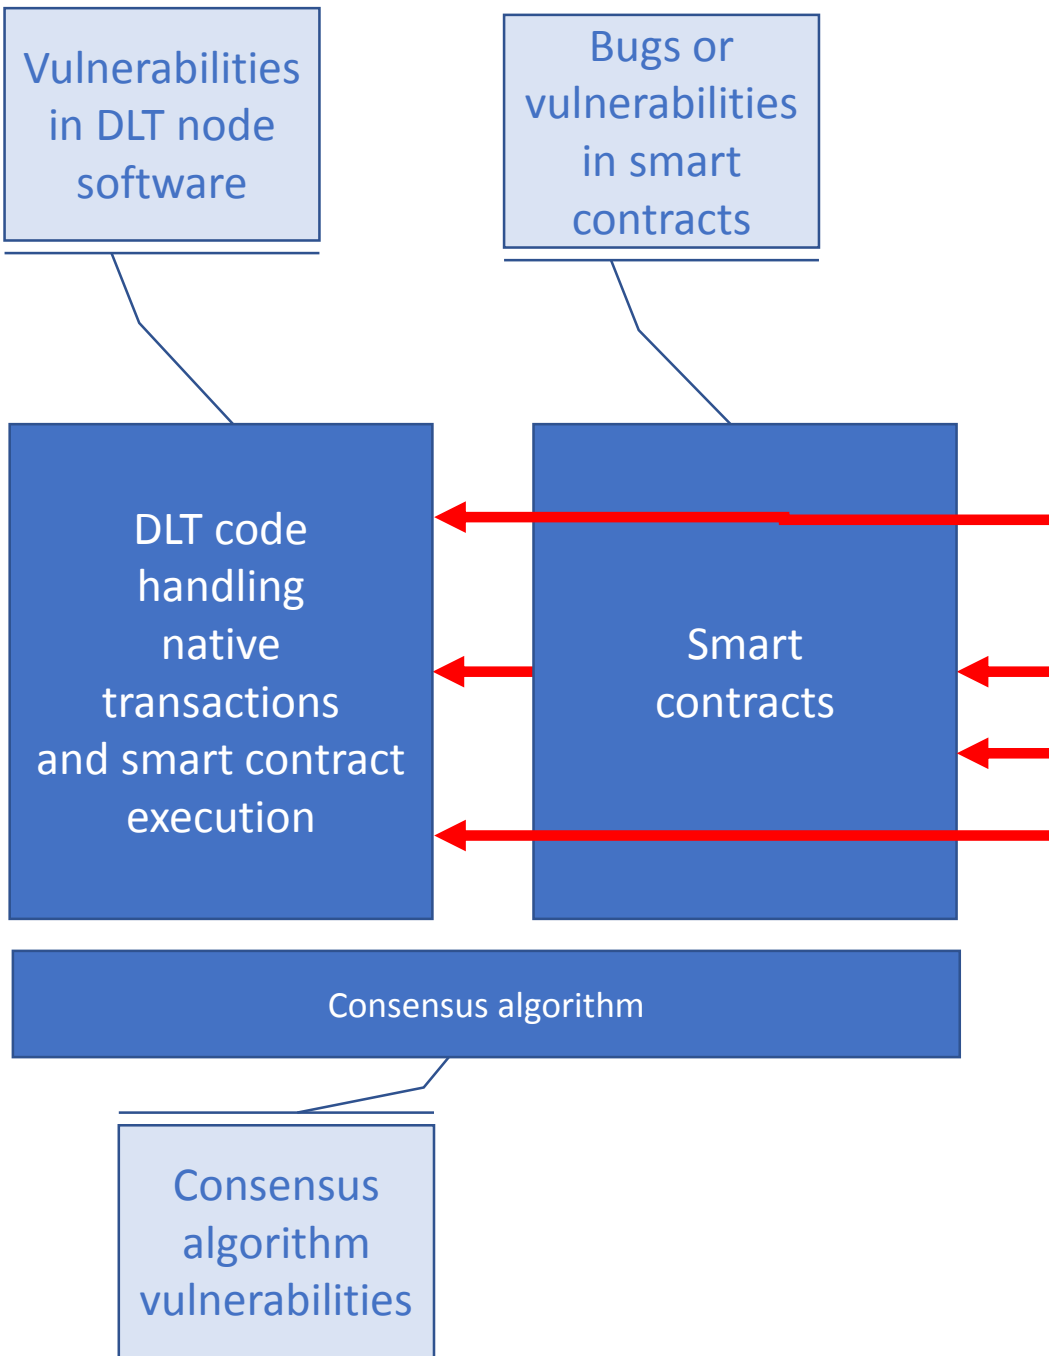 Vulnerabilities
in DLT node
software
Bugs or
vulnerabilities
in smart
contracts
DLT code
handling
native
transactions
and smart contract
execution
Smart
contracts
Consensus algorithm
Consensus
algorithm
vulnerabilities